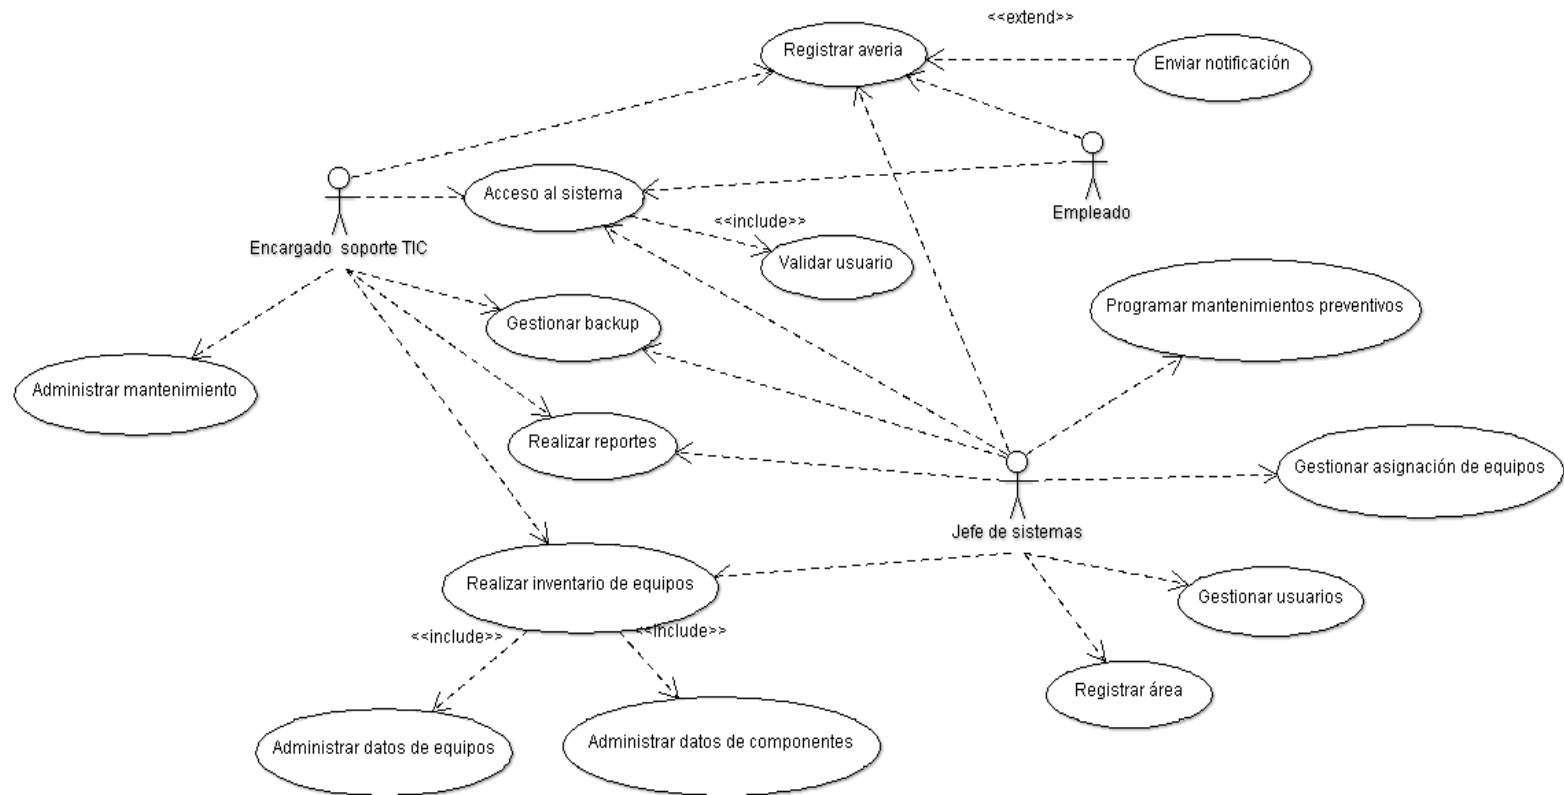 <<extend>>
Registrar averia
Enviar notificación
Acceso al sistema
Empleado
<<include>>
Encargado soporte TIC
Validar usuario
Programar mantenimientos preventivos
Gestionar backup
Administrar mantenimiento
Realizar reportes
Gestionar asignación de equipos
Jefe de sistemas
Realizar inventario de equipos
Gestionar usuarios
<<include>>
<<include>>
Registrar área
Administrar datos de equipos
Administrar datos de componentes